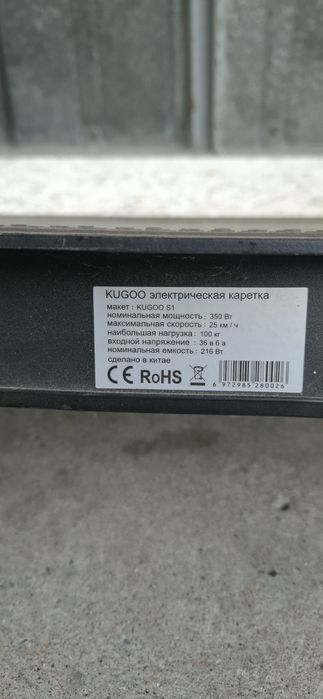 KUGOO электрическая каретка
макет : KUGOO S1
номинальная мощность : 350 Вт
максимальная скорость : 25 км / ч
наибольшая нагрузка : 100 кг
входной напряжение : 36 в 6 а
номинальная емкость : 216 Вт
сделано в китае
CE RoHS
6 972985 280026